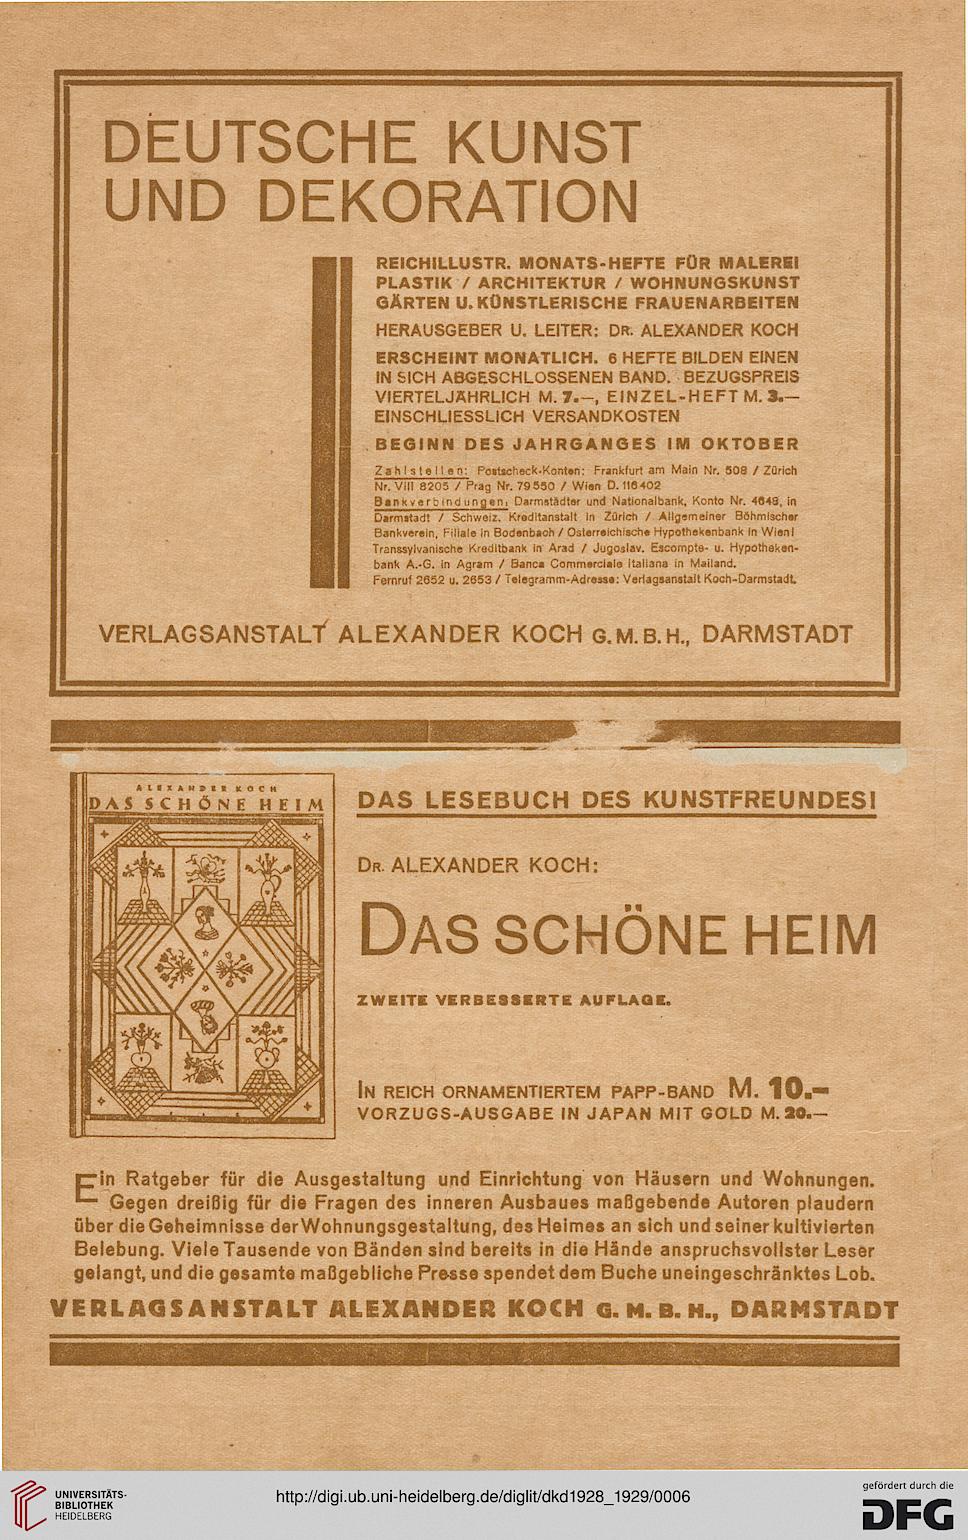 DEUTSCHE KUNST
UND DEKORATION
REICHILLUSTR. MONATS-HEFTE FÜR MALEREI
PLASTIK / ARCHITEKTUR / WOHNUNGSKUNST
GÄRTEN U. KÜNSTLERISCHE FRAUENARBEITEN
HERAUSGEBER U. LEITER: DR. ALEXANDER KOCH
ERSCHEINT MONATLICH. 6 HEFTE BILDEN EINEN
IN SICH ABGESCHLOSSENEN BAND. BEZUGSPREIS
VIERTELJÄHRLICH M. 7.—, EINZEL-HEFT M. 3.—
EINSCHLIESSLICH VERSANDKOSTEN
BEGINN DES JAHRGANGES IM OKTOBER
Zahlstellen: Postscheck-Konten: Frankfurt am Main Nr. 508 / Zürich
Nr. VIII 8205 / Prag Nr. 79550 / Wien D. 116402
Bankverbindungen: Darmstädter und Nationalbank, Konto Nr. 4648, in
Darmstadt / Schweiz. Kreditanstalt in Zürich / Allgemeiner Böhmischer
Bankverein, Filiale in Bodenbach / Osterreichische Hypothekenbank in Wien I
Transsylvanische Kreditbank in Arad / Jugoslav. Escompte- u. Hypotheken-
bank A.-G. in Agram / Banca Commerciale Italiana in Mailand.
Fernruf 2652 u. 2653 / Telegramm-Adresse: Verlagsanstalt Koch-Darmstadt.
VERLAGSANSTALT ALEXANDER KOCH G.M.B.H., DARMSTADT
ALEXANDER KOCH
DAS SCHÖNE HEIM
DAS LESEBUCH DES KUNSTFREUNDES!
DR. ALEXANDER KOCH:
DAS SCHÖNE HEIM
ZWEITE VERBESSERTE AUFLAGE.
IN REICH ORNAMENTIERTEM PAPP-BAND M. 10.—
VORZUGS-AUSGABE IN JAPAN MIT GOLD M. 20.—
Ein Ratgeber für die Ausgestaltung und Einrichtung von Häusern und Wohnungen.
Gegen dreißig für die Fragen des inneren Ausbaues maßgebende Autoren plaudern
über die Geheimnisse der Wohnungsgestaltung, des Heimes an sich und seiner kultivierten
Belebung. Viele Tausende von Bänden sind bereits in die Hände anspruchsvollster Leser
gelangt, und die gesamte maßgebliche Presse spendet dem Buche uneingeschränktes Lob.
VERLAGSANSTALT ALEXANDER KOCH G. M. B. H., DARMSTADT
UNIVERSITÄTS-
BIBLIOTHEK
HEIDELBERG
http://digi.ub.uni-heidelberg.de/diglit/dkd1928_1929/0006
gefördert durch die
DFG